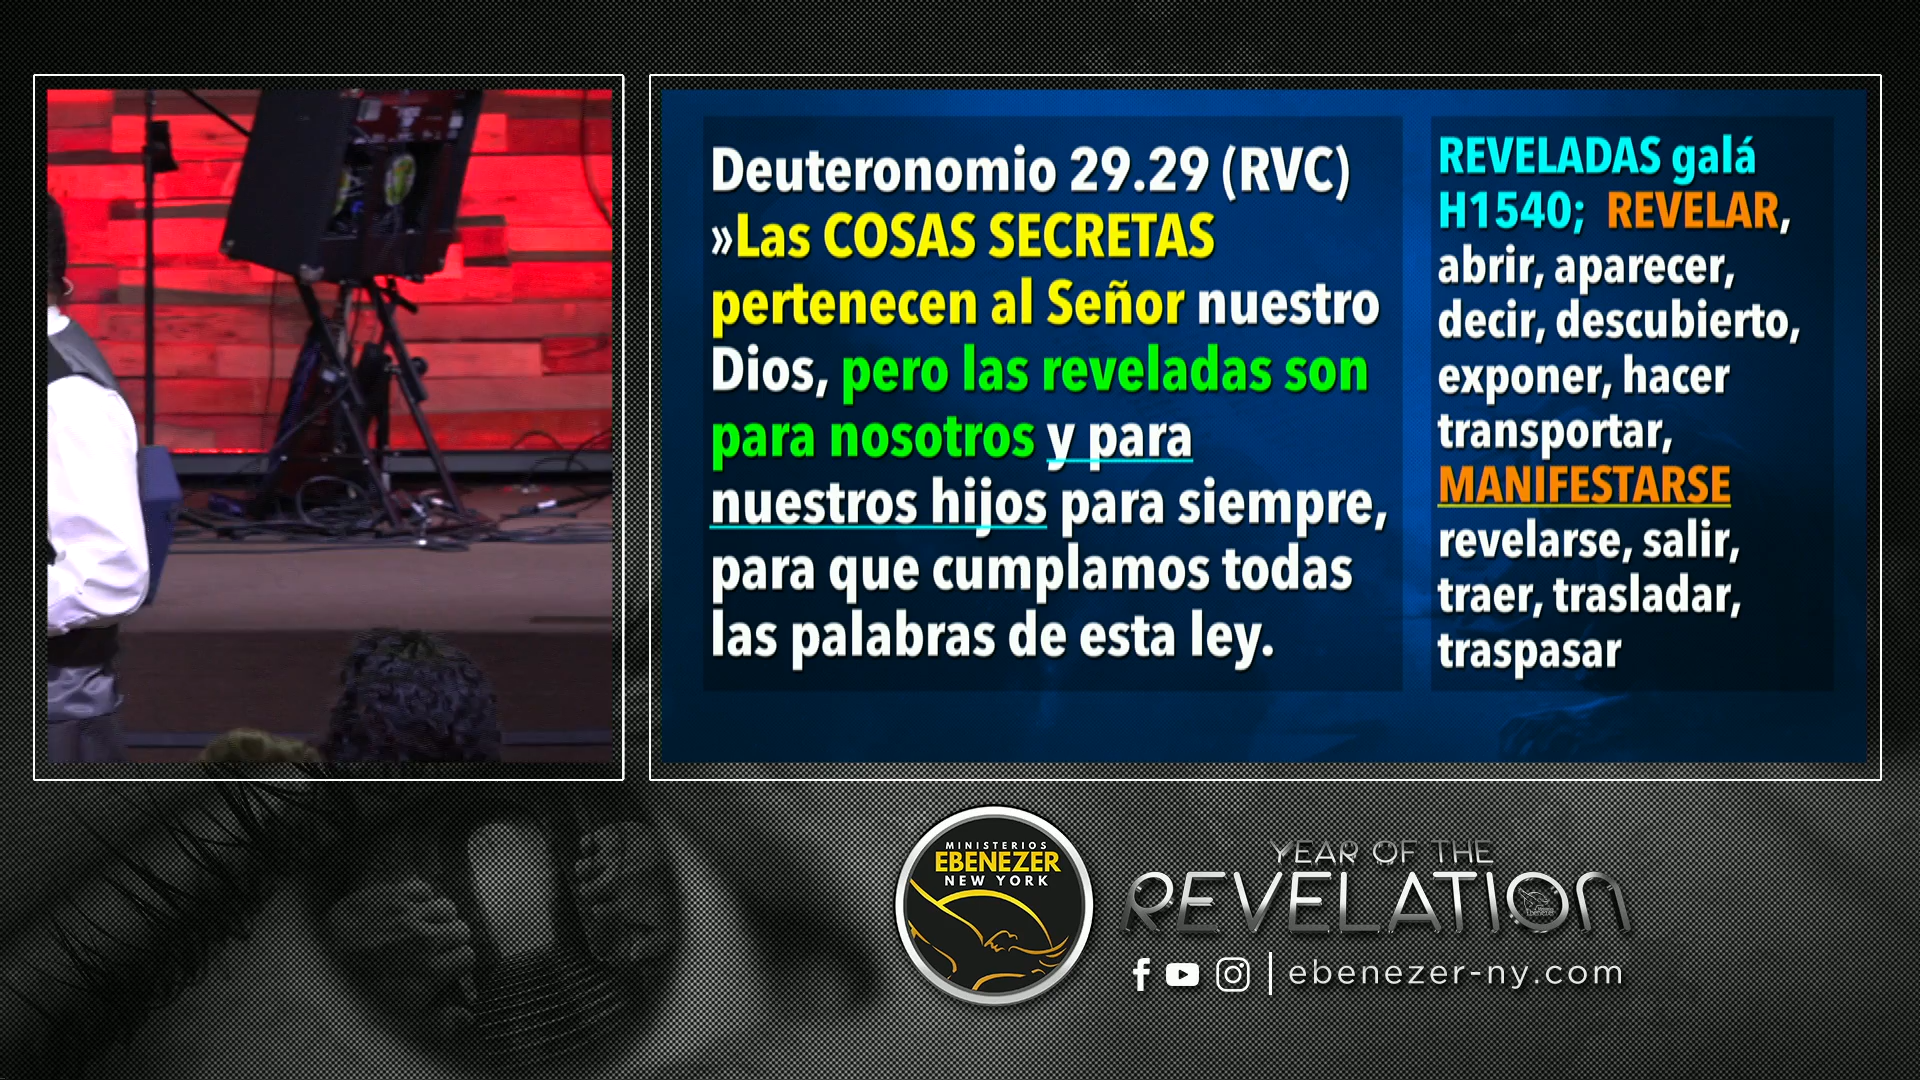 Deuteronomio 29.29 (RVC)
»Las COSAS SECRETAS
pertenecen al Señor nuestro
Dios, pero las reveladas son
para nosotros y para
nuestros hijos para siempre,
para que cumplamos todas
las palabras de esta ley.
REVELADAS galá
H1540; REVELAR,
abrir, aparecer,
decir, descubierto,
exponer, hacer
transportar,
MANIFESTARSE
revelarse, salir,
traer, trasladar,
traspasar
MINISTERIOS
EBENEZER
NEW YORK
YEAR OF THE
REVELATION
ebenezer-ny.com